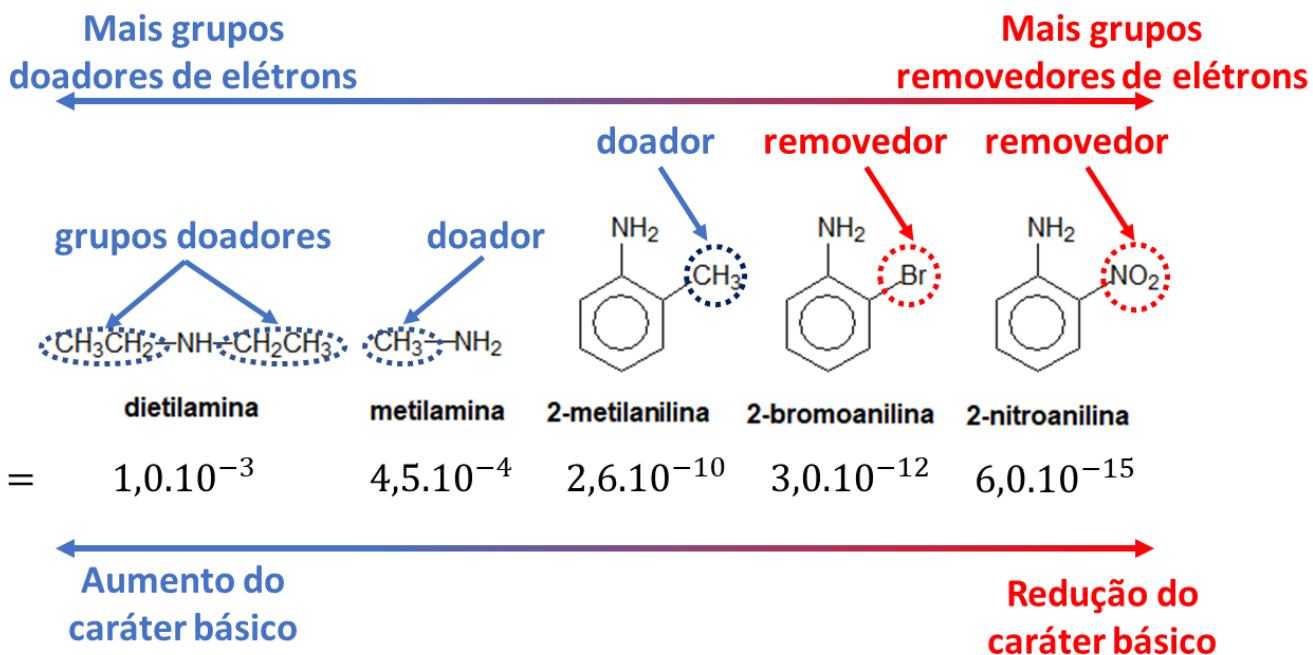 Mais grupos
doadores de elétrons
Mais grupos
removedores de elétrons
doador removedor removedor
grupos doadores doador
NH₂ NH₂ NH₂
CH₃ Br NO₂
CH₃CH₂—NH—CH₂CH₃ CH₃—NH₂
dietilamina metilamina 2-metilanilina 2-bromoanilina 2-nitroanilina
= 1,0.10⁻³ 4,5.10⁻⁴ 2,6.10⁻¹⁰ 3,0.10⁻¹² 6,0.10⁻¹⁵
Aumento do
caráter básico
Redução do
caráter básico